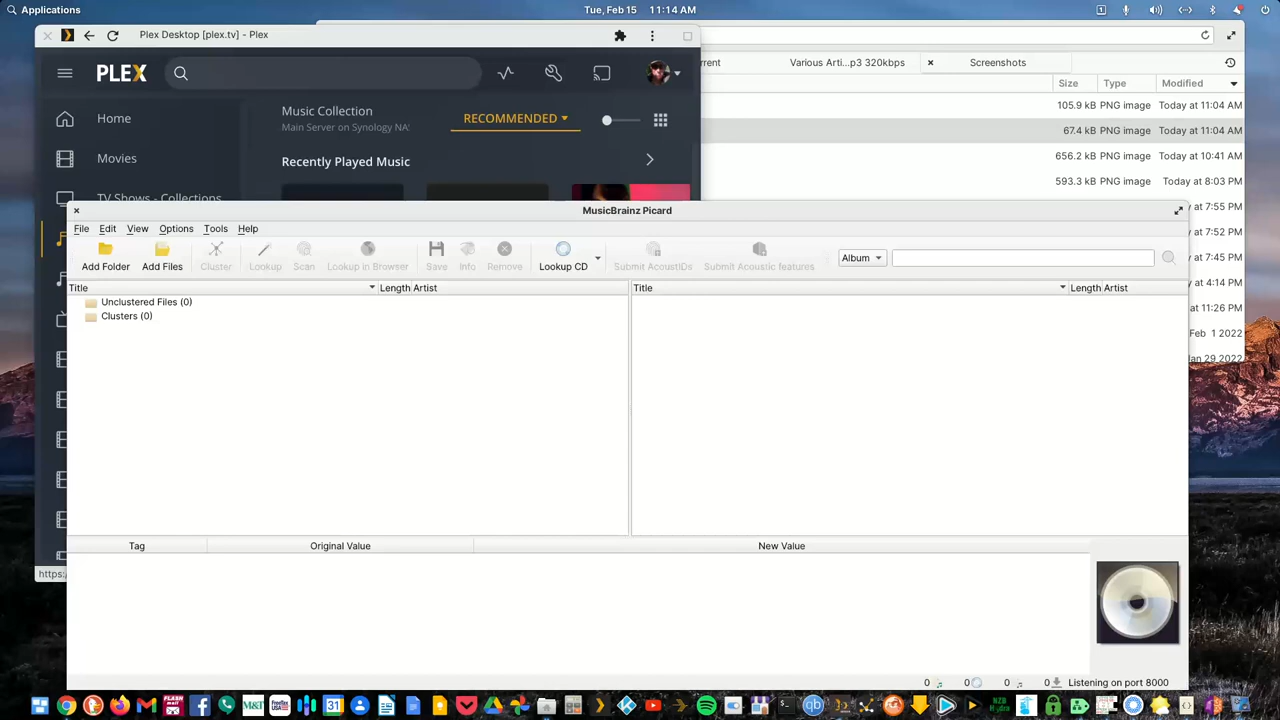 Applications
Tue, Feb 15 11:14 AM
Plex Desktop [plex.tv] - Plex
PLEX
Home
Movies
TV Shows - Collections
Music Collection
Main Server on Synology NA
RECOMMENDED
Recently Played Music
https:/
rrent
Various Arti...p3 320kbps
Screenshots
Size Type Modified
105.9 kB PNG image Today at 11:04 AM
67.4 kB PNG image Today at 11:04 AM
656.2 kB PNG image Today at 10:41 AM
593.3 kB PNG image Today at 8:03 PM
at 7:55 PM
at 7:52 PM
at 7:45 PM
at 4:14 PM
at 11:26 PM
Feb 1 2022
Jan 29 2022
MusicBrainz Picard
File Edit View Options Tools Help
Add Folder Add Files Cluster Lookup Scan Lookup in Browser Save Info Remove Lookup CD Submit AcoustIDs Submit Acoustic features Album
Title Length Artist Title Length Artist
Unclustered Files (0)
Clusters (0)
Tag Original Value New Value
0 0 0 0 Listening on port 8000